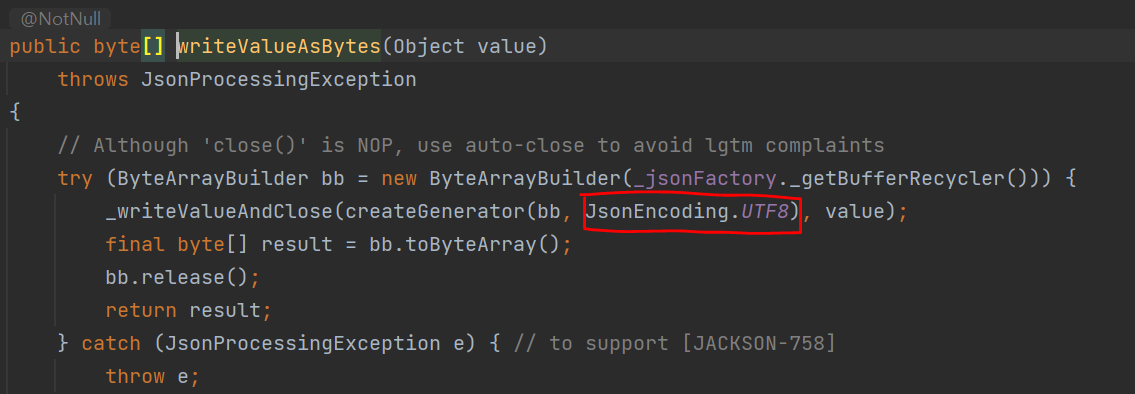 @NotNull
public byte[] writeValueAsBytes(Object value)
    throws JsonProcessingException
{
    // Although 'close()' is NOP, use auto-close to avoid lgtm complaints
    try (ByteArrayBuilder bb = new ByteArrayBuilder(_jsonFactory._getBufferRecycler())) {
        _writeValueAndClose(createGenerator(bb, JsonEncoding.UTF8), value);
        final byte[] result = bb.toByteArray();
        bb.release();
        return result;
    } catch (JsonProcessingException e) { // to support [JACKSON-758]
        throw e;